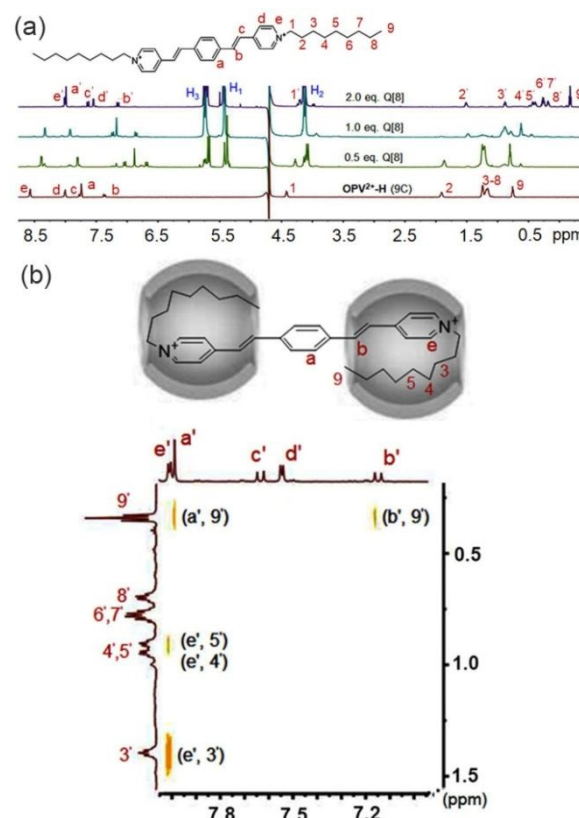 (a)
N⁺
a
b
c
d
e
N⁺
1
2
3
4
5
6
7
8
9
e' a' c' d' b' H₃ H₁ 1' H₂ 2' 3' 4' 5' 6' 7' 8' 9'
2.0 eq. Q[8]
1.0 eq. Q[8]
0.5 eq. Q[8]
OPV²⁺-H (9C)
e d c a b 1 2 3-8 9
8.5 7.5 6.5 5.5 4.5 3.5 2.5 1.5 0.5 ppm
(b)
N⁺
a
b
e
N⁺
3
4
5
9
e' a' c' d' b'
9' (a', 9') (b', 9')
0.5
8'
6',7'
4',5' (e', 5')
(e', 4')
1.0
3' (e', 3')
1.5
(ppm)
7.8 7.5 7.2